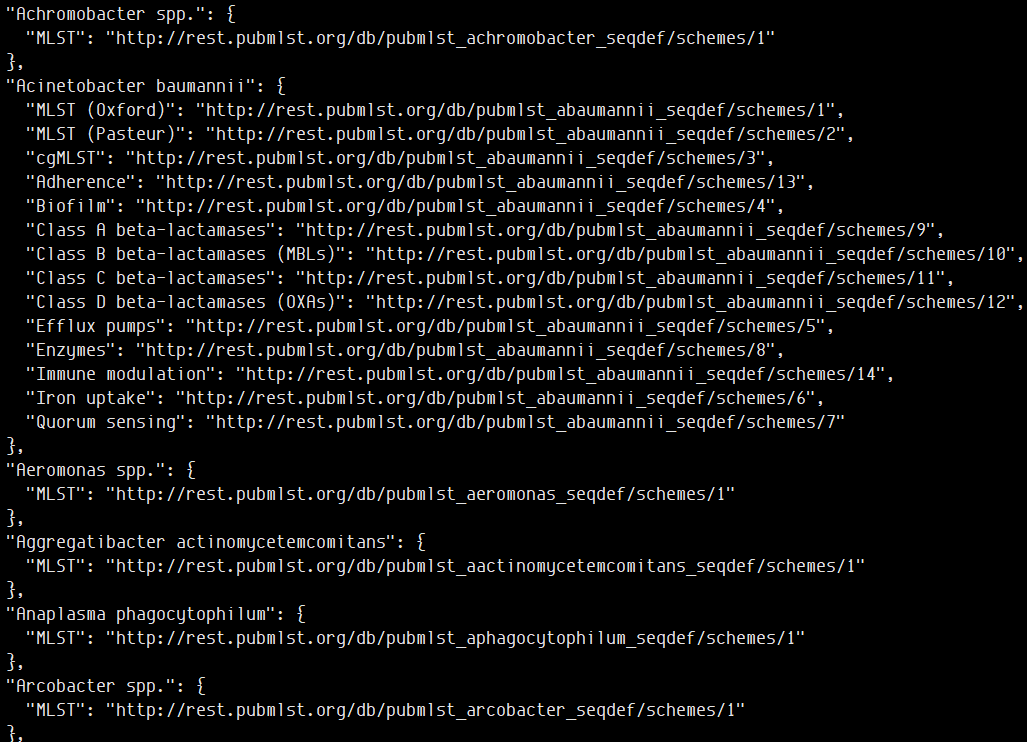 "Achromobacter spp.": {
  "MLST": "http://rest.pubmlst.org/db/pubmlst_achromobacter_seqdef/schemes/1"
},
"Acinetobacter baumannii": {
  "MLST (Oxford)": "http://rest.pubmlst.org/db/pubmlst_abaumannii_seqdef/schemes/1",
  "MLST (Pasteur)": "http://rest.pubmlst.org/db/pubmlst_abaumannii_seqdef/schemes/2",
  "cgMLST": "http://rest.pubmlst.org/db/pubmlst_abaumannii_seqdef/schemes/3",
  "Adherence": "http://rest.pubmlst.org/db/pubmlst_abaumannii_seqdef/schemes/13",
  "Biofilm": "http://rest.pubmlst.org/db/pubmlst_abaumannii_seqdef/schemes/4",
  "Class A beta-lactamases": "http://rest.pubmlst.org/db/pubmlst_abaumannii_seqdef/schemes/9",
  "Class B beta-lactamases (MBLs)": "http://rest.pubmlst.org/db/pubmlst_abaumannii_seqdef/schemes/10",
  "Class C beta-lactamases": "http://rest.pubmlst.org/db/pubmlst_abaumannii_seqdef/schemes/11",
  "Class D beta-lactamases (OXAs)": "http://rest.pubmlst.org/db/pubmlst_abaumannii_seqdef/schemes/12",
  "Efflux pumps": "http://rest.pubmlst.org/db/pubmlst_abaumannii_seqdef/schemes/5",
  "Enzymes": "http://rest.pubmlst.org/db/pubmlst_abaumannii_seqdef/schemes/8",
  "Immune modulation": "http://rest.pubmlst.org/db/pubmlst_abaumannii_seqdef/schemes/14",
  "Iron uptake": "http://rest.pubmlst.org/db/pubmlst_abaumannii_seqdef/schemes/6",
  "Quorum sensing": "http://rest.pubmlst.org/db/pubmlst_abaumannii_seqdef/schemes/7"
},
"Aeromonas spp.": {
  "MLST": "http://rest.pubmlst.org/db/pubmlst_aeromonas_seqdef/schemes/1"
},
"Aggregatibacter actinomycetemcomitans": {
  "MLST": "http://rest.pubmlst.org/db/pubmlst_aactinomycetemcomitans_seqdef/schemes/1"
},
"Anaplasma phagocytophilum": {
  "MLST": "http://rest.pubmlst.org/db/pubmlst_aphagocytophilum_seqdef/schemes/1"
},
"Arcobacter spp.": {
  "MLST": "http://rest.pubmlst.org/db/pubmlst_arcobacter_seqdef/schemes/1"
},